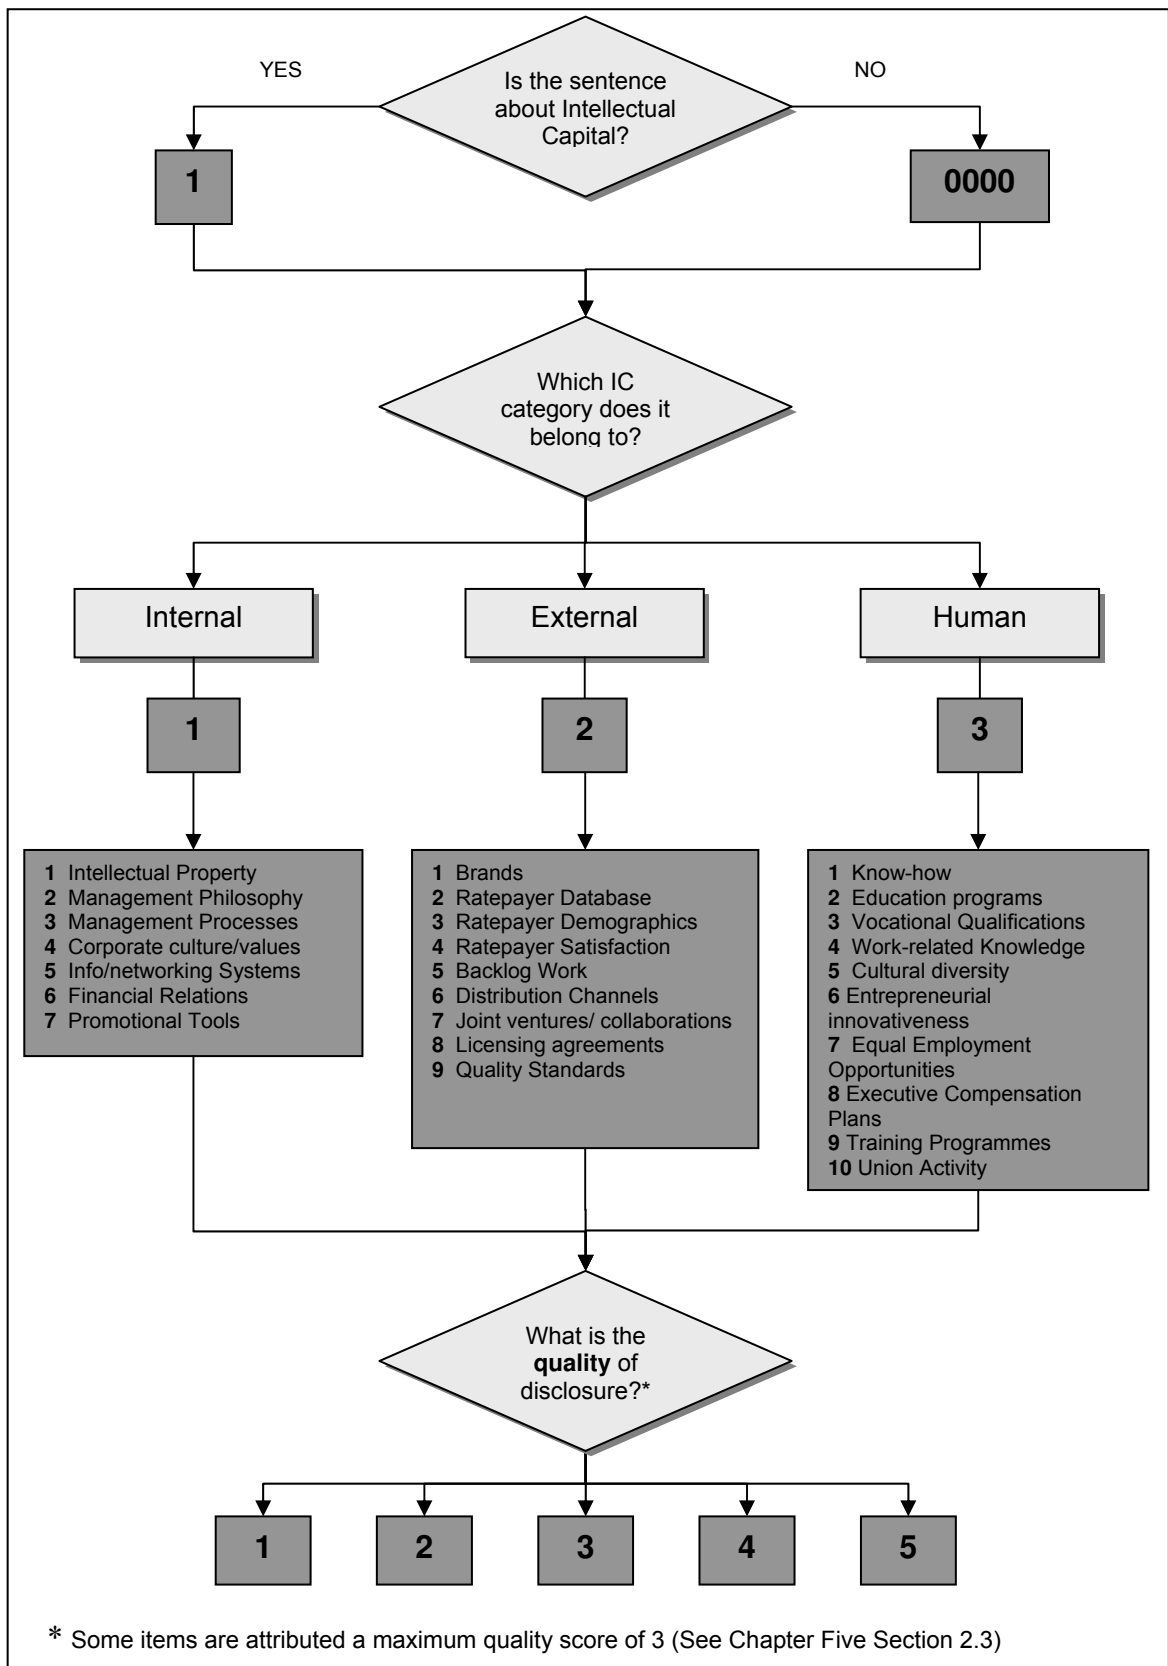 YES
NO
Is the sentence
about Intellectual
Capital?
1
0000
Which IC
category does it
belong to?
Internal
External
Human
1
2
3
1 Intellectual Property
2 Management Philosophy
3 Management Processes
4 Corporate culture/values
5 Info/networking Systems
6 Financial Relations
7 Promotional Tools
1 Brands
2 Ratepayer Database
3 Ratepayer Demographics
4 Ratepayer Satisfaction
5 Backlog Work
6 Distribution Channels
7 Joint ventures/ collaborations
8 Licensing agreements
9 Quality Standards
1 Know-how
2 Education programs
3 Vocational Qualifications
4 Work-related Knowledge
5 Cultural diversity
6 Entrepreneurial
innovativeness
7 Equal Employment
Opportunities
8 Executive Compensation
Plans
9 Training Programmes
10 Union Activity
What is the
quality of
disclosure?*
1
2
3
4
5
* Some items are attributed a maximum quality score of 3 (See Chapter Five Section 2.3)